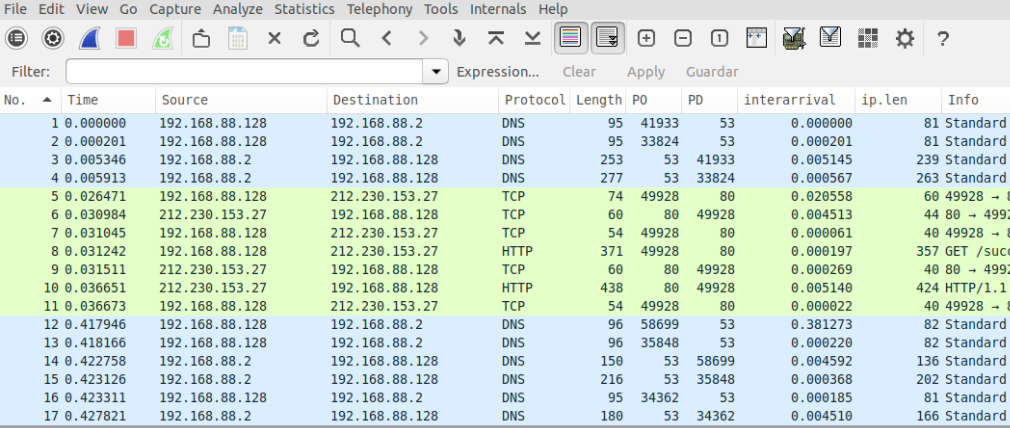 File Edit View Go Capture Analyze Statistics Telephony Tools Internals Help
1 ?
Filter: Expression... Clear Apply Guardar
No. Time Source Destination Protocol Length PO PD interarrival ip.len Info
1 0.000000 192.168.88.128 192.168.88.2 DNS 95 41933 53 0.000000 81 Standard
2 0.000201 192.168.88.128 192.168.88.2 DNS 95 33824 53 0.000201 81 Standard
3 0.005346 192.168.88.2 192.168.88.128 DNS 253 53 41933 0.005145 239 Standard
4 0.005913 192.168.88.2 192.168.88.128 DNS 277 53 33824 0.000567 263 Standard
5 0.026471 192.168.88.128 212.230.153.27 TCP 74 49928 80 0.020558 60 49928 → 8
6 0.030984 212.230.153.27 192.168.88.128 TCP 60 80 49928 0.004513 44 80 → 4992
7 0.031045 192.168.88.128 212.230.153.27 TCP 54 49928 80 0.000061 40 49928 → 8
8 0.031242 192.168.88.128 212.230.153.27 HTTP 371 49928 80 0.000197 357 GET /succ
9 0.031511 212.230.153.27 192.168.88.128 TCP 60 80 49928 0.000269 40 80 → 4992
10 0.036651 212.230.153.27 192.168.88.128 HTTP 438 80 49928 0.005140 424 HTTP/1.1
11 0.036673 192.168.88.128 212.230.153.27 TCP 54 49928 80 0.000022 40 49928 → 8
12 0.417946 192.168.88.128 192.168.88.2 DNS 96 58699 53 0.381273 82 Standard
13 0.418166 192.168.88.128 192.168.88.2 DNS 96 35848 53 0.000220 82 Standard
14 0.422758 192.168.88.2 192.168.88.128 DNS 150 53 58699 0.004592 136 Standard
15 0.423126 192.168.88.2 192.168.88.128 DNS 216 53 35848 0.000368 202 Standard
16 0.423311 192.168.88.128 192.168.88.2 DNS 95 34362 53 0.000185 81 Standard
17 0.427821 192.168.88.2 192.168.88.128 DNS 180 53 34362 0.004510 166 Standard